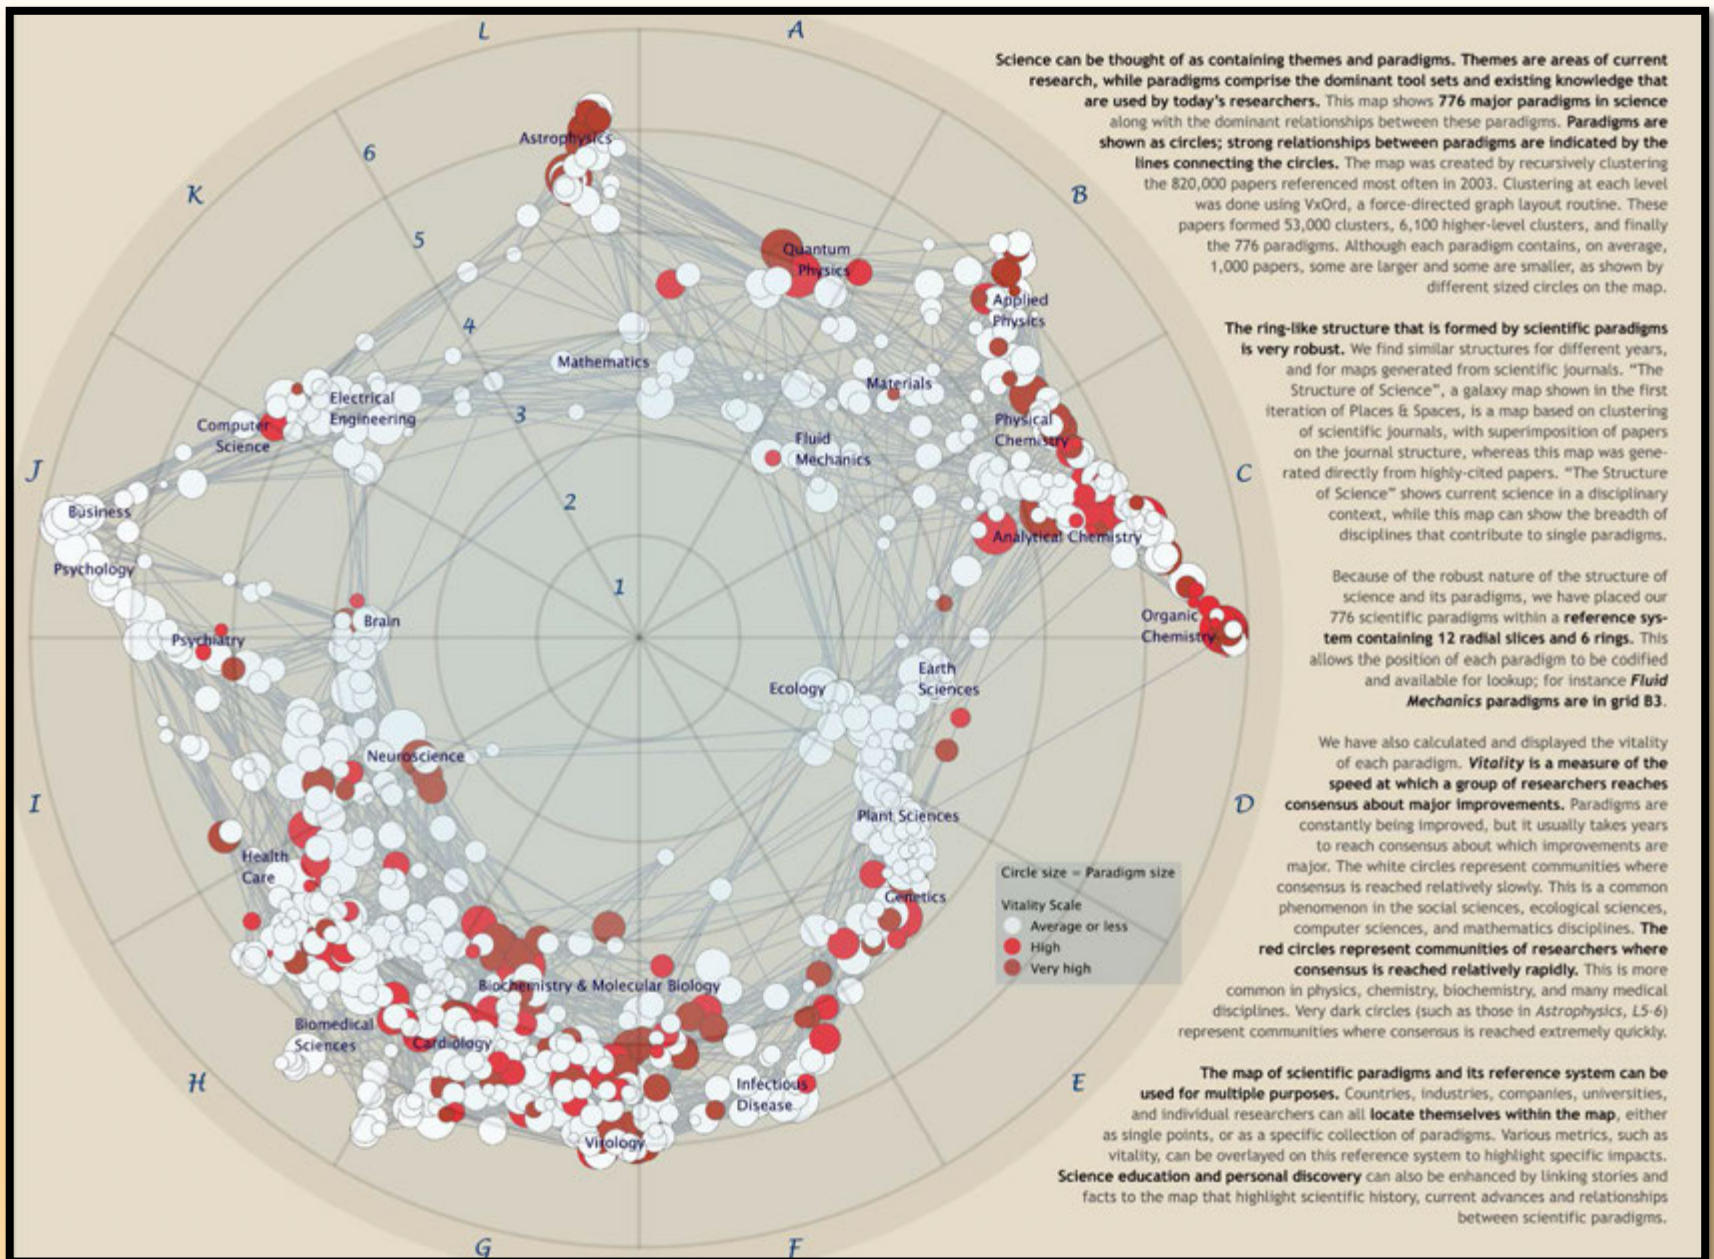 L
A
B
C
D
E
F
G
H
I
J
K
6
5
4
3
2
1
Astrophysics
Quantum
Physics
Applied
Physics
Mathematics
Materials
Electrical
Engineering
Computer
Science
Fluid
Mechanics
Physical
Chemistry
Business
Analytical Chemistry
Psychology
Organic
Chemistry
Brain
Psychiatry
Ecology
Earth
Sciences
Neuroscience
Plant Sciences
Health
Care
Genetics
Biochemistry & Molecular Biology
Biomedical
Sciences
Cardiology
Infectious
Disease
Virology
Circle size = Paradigm size
Vitality Scale
Average or less
High
Very high
Science can be thought of as containing themes and paradigms. Themes are areas of current
research, while paradigms comprise the dominant tool sets and existing knowledge that
are used by today's researchers. This map shows 776 major paradigms in science
along with the dominant relationships between these paradigms. Paradigms are
shown as circles; strong relationships between paradigms are indicated by the
lines connecting the circles. The map was created by recursively clustering
the 820,000 papers referenced most often in 2003. Clustering at each level
was done using VxOrd, a force-directed graph layout routine. These
papers formed 53,000 clusters, 6,100 higher-level clusters, and finally
the 776 paradigms. Although each paradigm contains, on average,
1,000 papers, some are larger and some are smaller, as shown by
different sized circles on the map.
The ring-like structure that is formed by scientific paradigms
is very robust. We find similar structures for different years,
and for maps generated from scientific journals. "The
Structure of Science", a galaxy map shown in the first
iteration of Places & Spaces, is a map based on clustering
of scientific journals, with superimposition of papers
on the journal structure, whereas this map was gene-
rated directly from highly-cited papers. "The Structure
of Science" shows current science in a disciplinary
context, while this map can show the breadth of
disciplines that contribute to single paradigms.
Because of the robust nature of the structure of
science and its paradigms, we have placed our
776 scientific paradigms within a reference sys-
tem containing 12 radial slices and 6 rings. This
allows the position of each paradigm to be codified
and available for lookup; for instance Fluid
Mechanics paradigms are in grid B3.
We have also calculated and displayed the vitality
of each paradigm. Vitality is a measure of the
speed at which a group of researchers reaches
consensus about major improvements. Paradigms are
constantly being improved, but it usually takes years
to reach consensus about which improvements are
major. The white circles represent communities where
consensus is reached relatively slowly. This is a common
phenomenon in the social sciences, ecological sciences,
computer sciences, and mathematics disciplines. The
red circles represent communities of researchers where
consensus is reached relatively rapidly. This is more
common in physics, chemistry, biochemistry, and many medical
disciplines. Very dark circles (such as those in Astrophysics, L5-6)
represent communities where consensus is reached extremely quickly.
The map of scientific paradigms and its reference system can be
used for multiple purposes. Countries, industries, companies, universities,
and individual researchers can all locate themselves within the map, either
as single points, or as a specific collection of paradigms. Various metrics, such as
vitality, can be overlayed on this reference system to highlight specific impacts.
Science education and personal discovery can also be enhanced by linking stories and
facts to the map that highlight scientific history, current advances and relationships
between scientific paradigms.